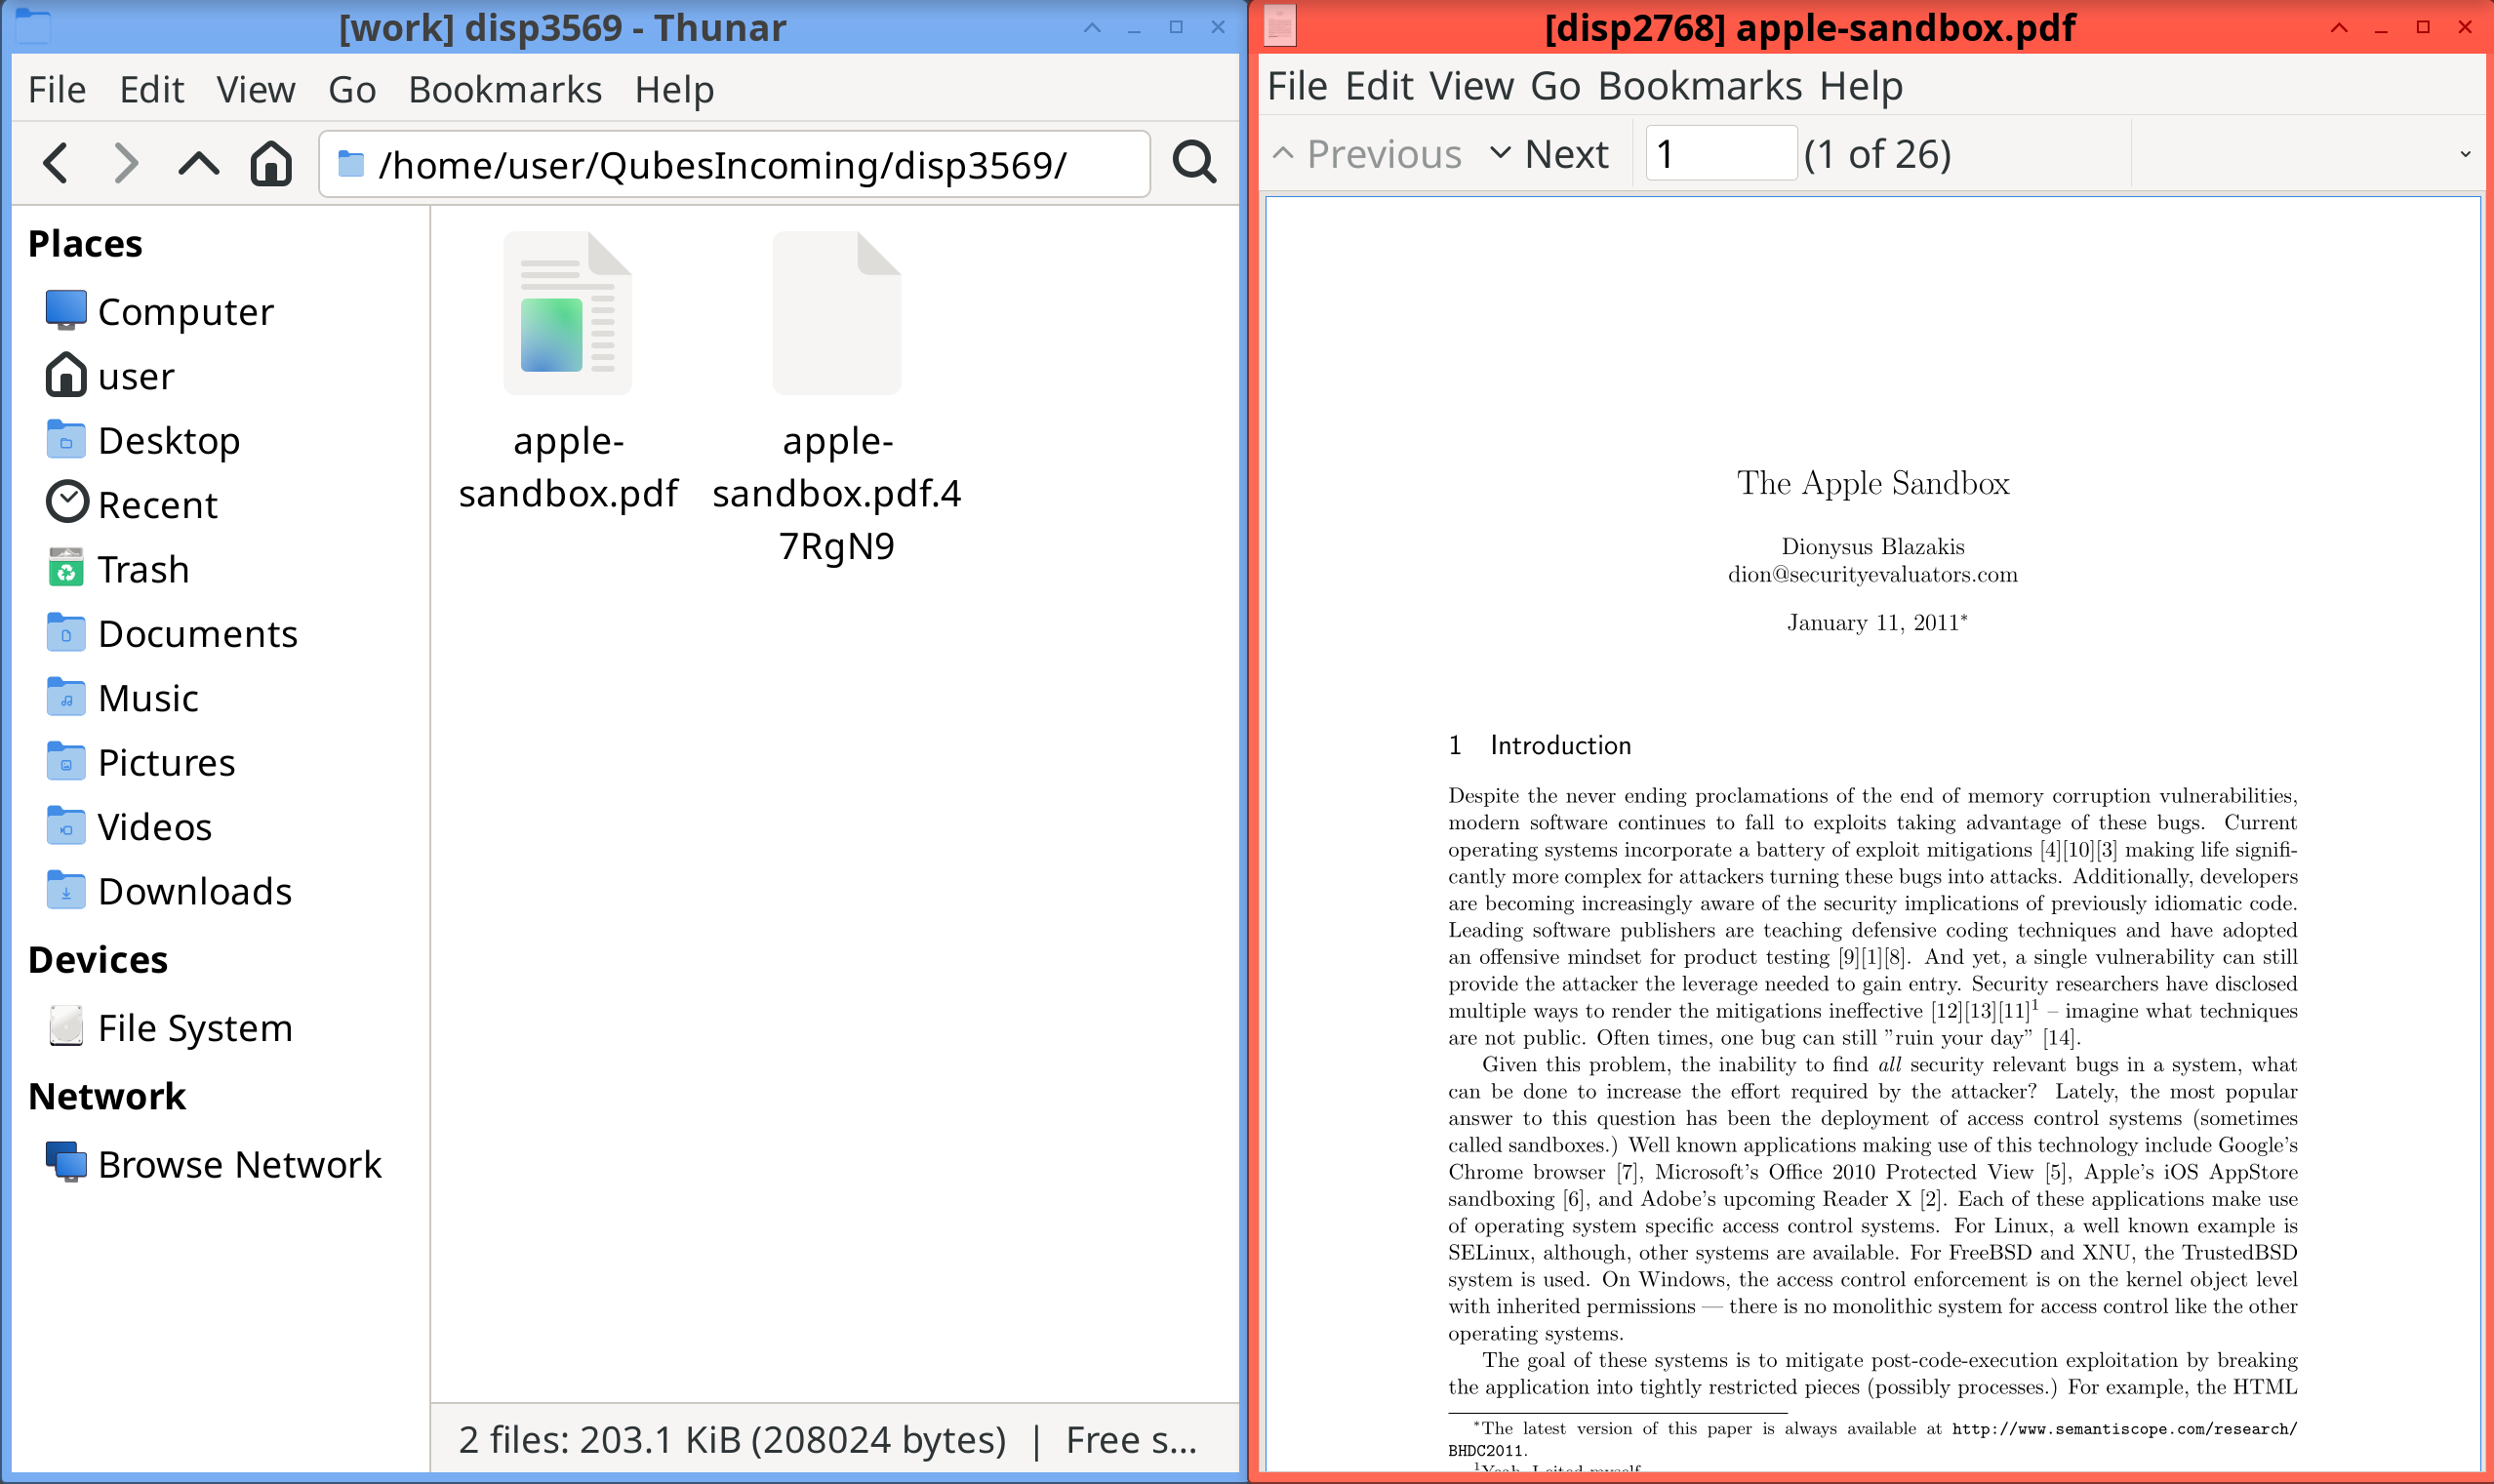 [work] disp3569 - Thunar
File Edit View Go Bookmarks Help
/home/user/QubesIncoming/disp3569/
Places
Computer
user
Desktop
Recent
Trash
Documents
Music
Pictures
Videos
Downloads
Devices
File System
Network
Browse Network
apple-
sandbox.pdf
apple-
sandbox.pdf.4
7RgN9
2 files: 203.1 KiB (208024 bytes) | Free s...
[disp2768] apple-sandbox.pdf
File Edit View Go Bookmarks Help
Previous Next 1 (1 of 26)
The Apple Sandbox
Dionysus Blazakis
dion@securityevaluators.com
January 11, 2011*
1 Introduction
Despite the never ending proclamations of the end of memory corruption vulnerabilities,
modern software continues to fall to exploits taking advantage of these bugs. Current
operating systems incorporate a battery of exploit mitigations [4][10][3] making life signifi-
cantly more complex for attackers turning these bugs into attacks. Additionally, developers
are becoming increasingly aware of the security implications of previously idiomatic code.
Leading software publishers are teaching defensive coding techniques and have adopted
an offensive mindset for product testing [9][1][8]. And yet, a single vulnerability can still
provide the attacker the leverage needed to gain entry. Security researchers have disclosed
multiple ways to render the mitigations ineffective [12][13][11]¹ – imagine what techniques
are not public. Often times, one bug can still ”ruin your day” [14].
Given this problem, the inability to find all security relevant bugs in a system, what
can be done to increase the effort required by the attacker? Lately, the most popular
answer to this question has been the deployment of access control systems (sometimes
called sandboxes.) Well known applications making use of this technology include Google’s
Chrome browser [7], Microsoft’s Office 2010 Protected View [5], Apple’s iOS AppStore
sandboxing [6], and Adobe’s upcoming Reader X [2]. Each of these applications make use
of operating system specific access control systems. For Linux, a well known example is
SELinux, although, other systems are available. For FreeBSD and XNU, the TrustedBSD
system is used. On Windows, the access control enforcement is on the kernel object level
with inherited permissions — there is no monolithic system for access control like the other
operating systems.
The goal of these systems is to mitigate post-code-execution exploitation by breaking
the application into tightly restricted pieces (possibly processes.) For example, the HTML
*The latest version of this paper is always available at http://www.semantiscope.com/research/
BHDC2011.
¹Yeah, I cited myself